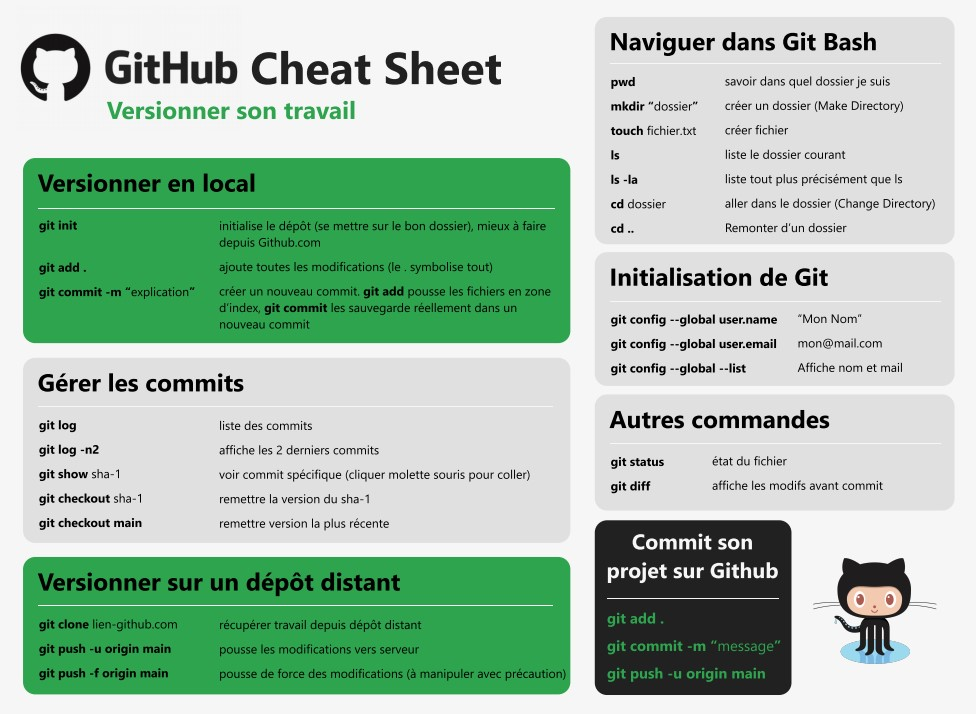 GitHub Cheat Sheet
Versionner son travail
Versionner en local
git init initialise le dépôt (se mettre sur le bon dossier), mieux à faire
depuis Github.com
git add . ajoute toutes les modifications (le . symbolise tout)
git commit -m “explication” créer un nouveau commit. git add pousse les fichiers en zone
d’index, git commit les sauvegarde réellement dans un
nouveau commit
Gérer les commits
git log liste des commits
git log -n2 affiche les 2 derniers commits
git show sha-1 voir commit spécifique (cliquer molette souris pour coller)
git checkout sha-1 remettre la version du sha-1
git checkout main remettre version la plus récente
Versionner sur un dépôt distant
git clone lien-github.com récupérer travail depuis dépôt distant
git push -u origin main pousse les modifications vers serveur
git push -f origin main pousse de force des modifications (à manipuler avec précaution)
Naviguer dans Git Bash
pwd savoir dans quel dossier je suis
mkdir “dossier” créer un dossier (Make Directory)
touch fichier.txt créer fichier
ls liste le dossier courant
ls -la liste tout plus précisément que ls
cd dossier aller dans le dossier (Change Directory)
cd .. Remonter d’un dossier
Initialisation de Git
git config --global user.name “Mon Nom”
git config --global user.email mon@mail.com
git config --global --list Affiche nom et mail
Autres commandes
git status état du fichier
git diff affiche les modifs avant commit
Commit son
projet sur Github
git add .
git commit -m “message”
git push -u origin main